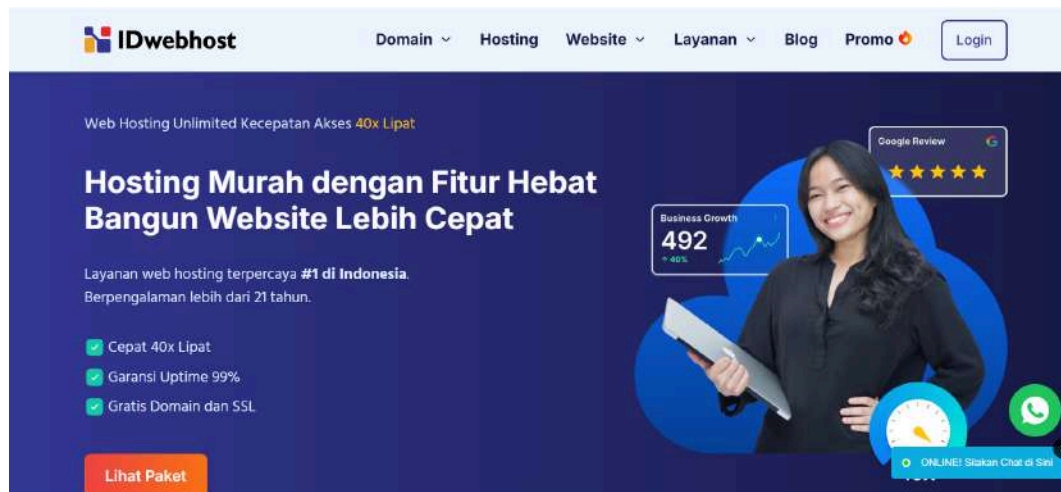 IDwebhost
Domain
Hosting
Website
Layanan
Blog
Promo
Login
Web Hosting Unlimited Kecepatan Akses 40x Lipat
Hosting Murah dengan Fitur Hebat
Bangun Website Lebih Cepat
Layanan web hosting terpercaya #1 di Indonesia.
Berpengalaman lebih dari 21 tahun.
Cepat 40x Lipat
Garansi Uptime 99%
Gratis Domain dan SSL
Lihat Paket
Google Review
Business Growth
492
40%
ONLINE! Silakan Chat di Sini